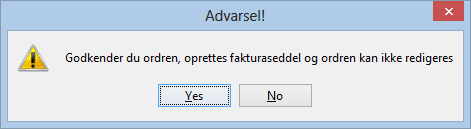 Advarsel!
Godkender du ordren, oprettes fakturaseddel og ordren kan ikke redigeres
Yes No